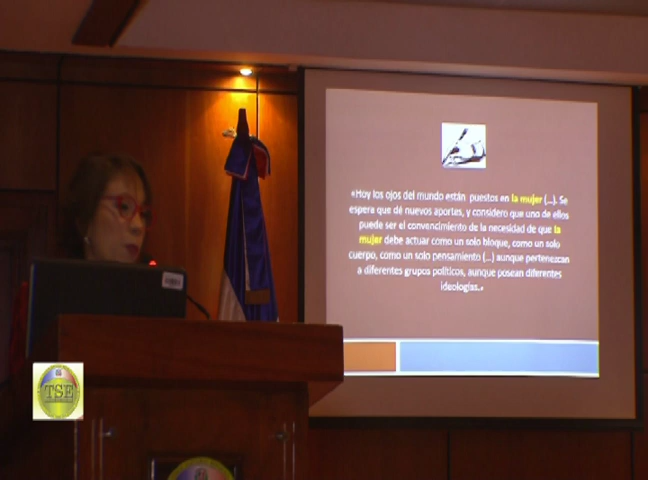 «Hoy los ojos del mundo están puestos en la mujer (...). Se
espera que dé nuevos aportes, y considero que uno de ellos
puede ser el convencimiento de la necesidad de que la
mujer debe actuar como un solo bloque, como un solo
cuerpo, como un solo pensamiento (...) aunque pertenezcan
a diferentes grupos políticos, aunque posean diferentes
ideologías.»
TSE